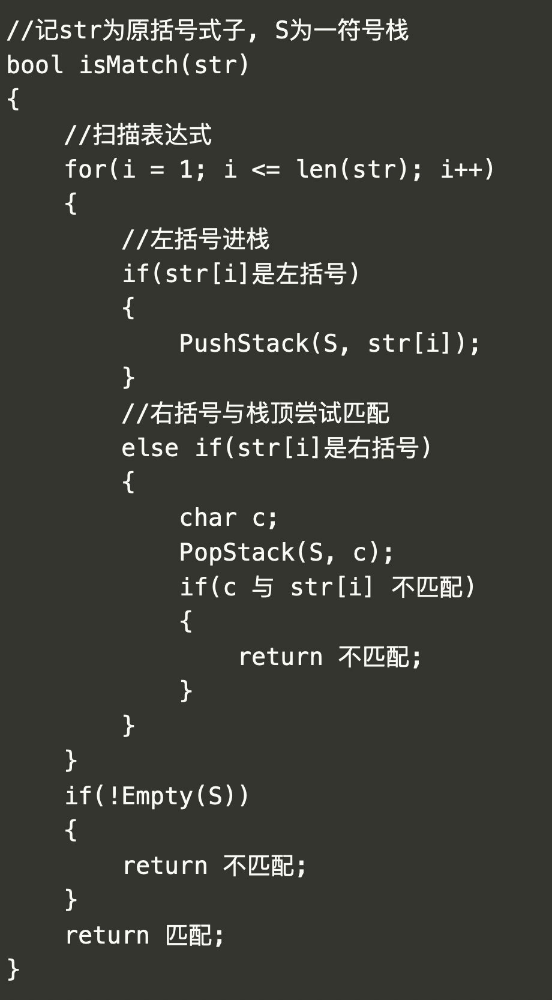 //记str为原括号式子, S为一符号栈
bool isMatch(str)
{
    //扫描表达式
    for(i = 1; i <= len(str); i++)
    {
        //左括号进栈
        if(str[i]是左括号)
        {
            PushStack(S, str[i]);
        }
        //右括号与栈顶尝试匹配
        else if(str[i]是右括号)
        {
            char c;
            PopStack(S, c);
            if(c 与 str[i] 不匹配)
            {
                return 不匹配;
            }
        }
    }
    if(!Empty(S))
    {
        return 不匹配;
    }
    return 匹配;
}